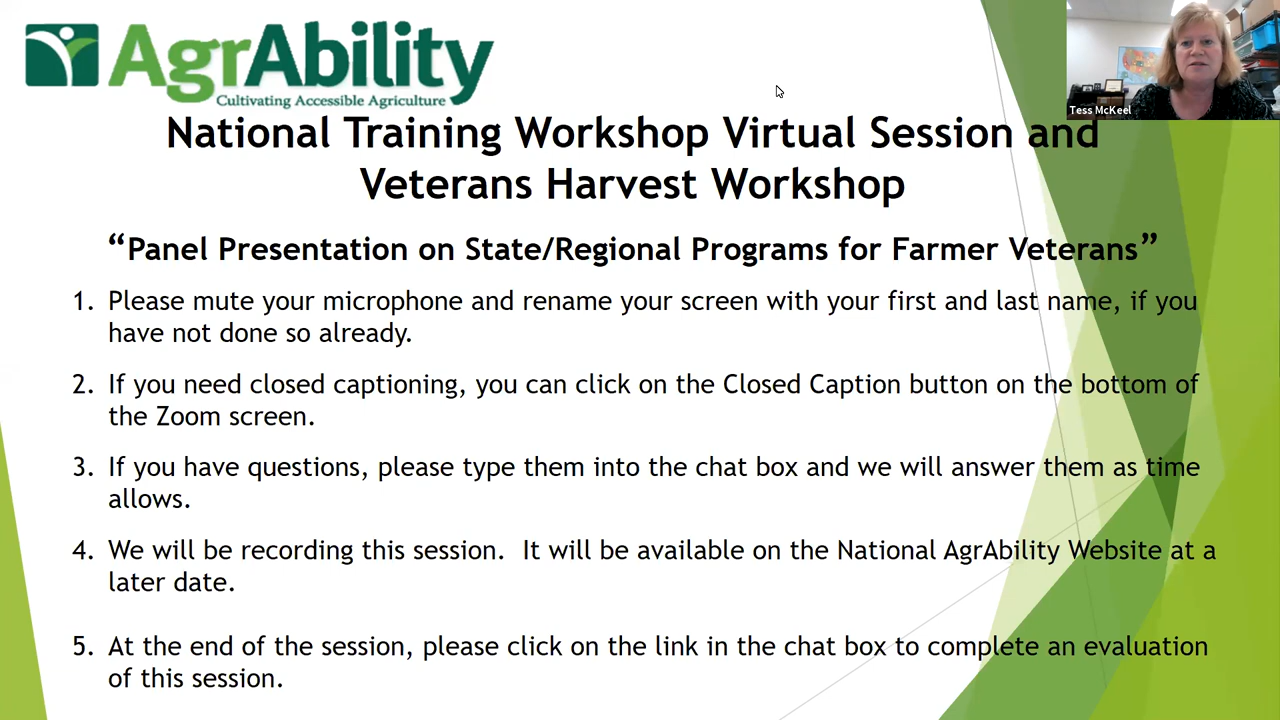 AgrAbility
Cultivating Accessible Agriculture
Tess McKeel
National Training Workshop Virtual Session and
Veterans Harvest Workshop
“Panel Presentation on State/Regional Programs for Farmer Veterans”
1. Please mute your microphone and rename your screen with your first and last name, if you
have not done so already.
2. If you need closed captioning, you can click on the Closed Caption button on the bottom of
the Zoom screen.
3. If you have questions, please type them into the chat box and we will answer them as time
allows.
4. We will be recording this session.  It will be available on the National AgrAbility Website at a
later date.
5. At the end of the session, please click on the link in the chat box to complete an evaluation
of this session.